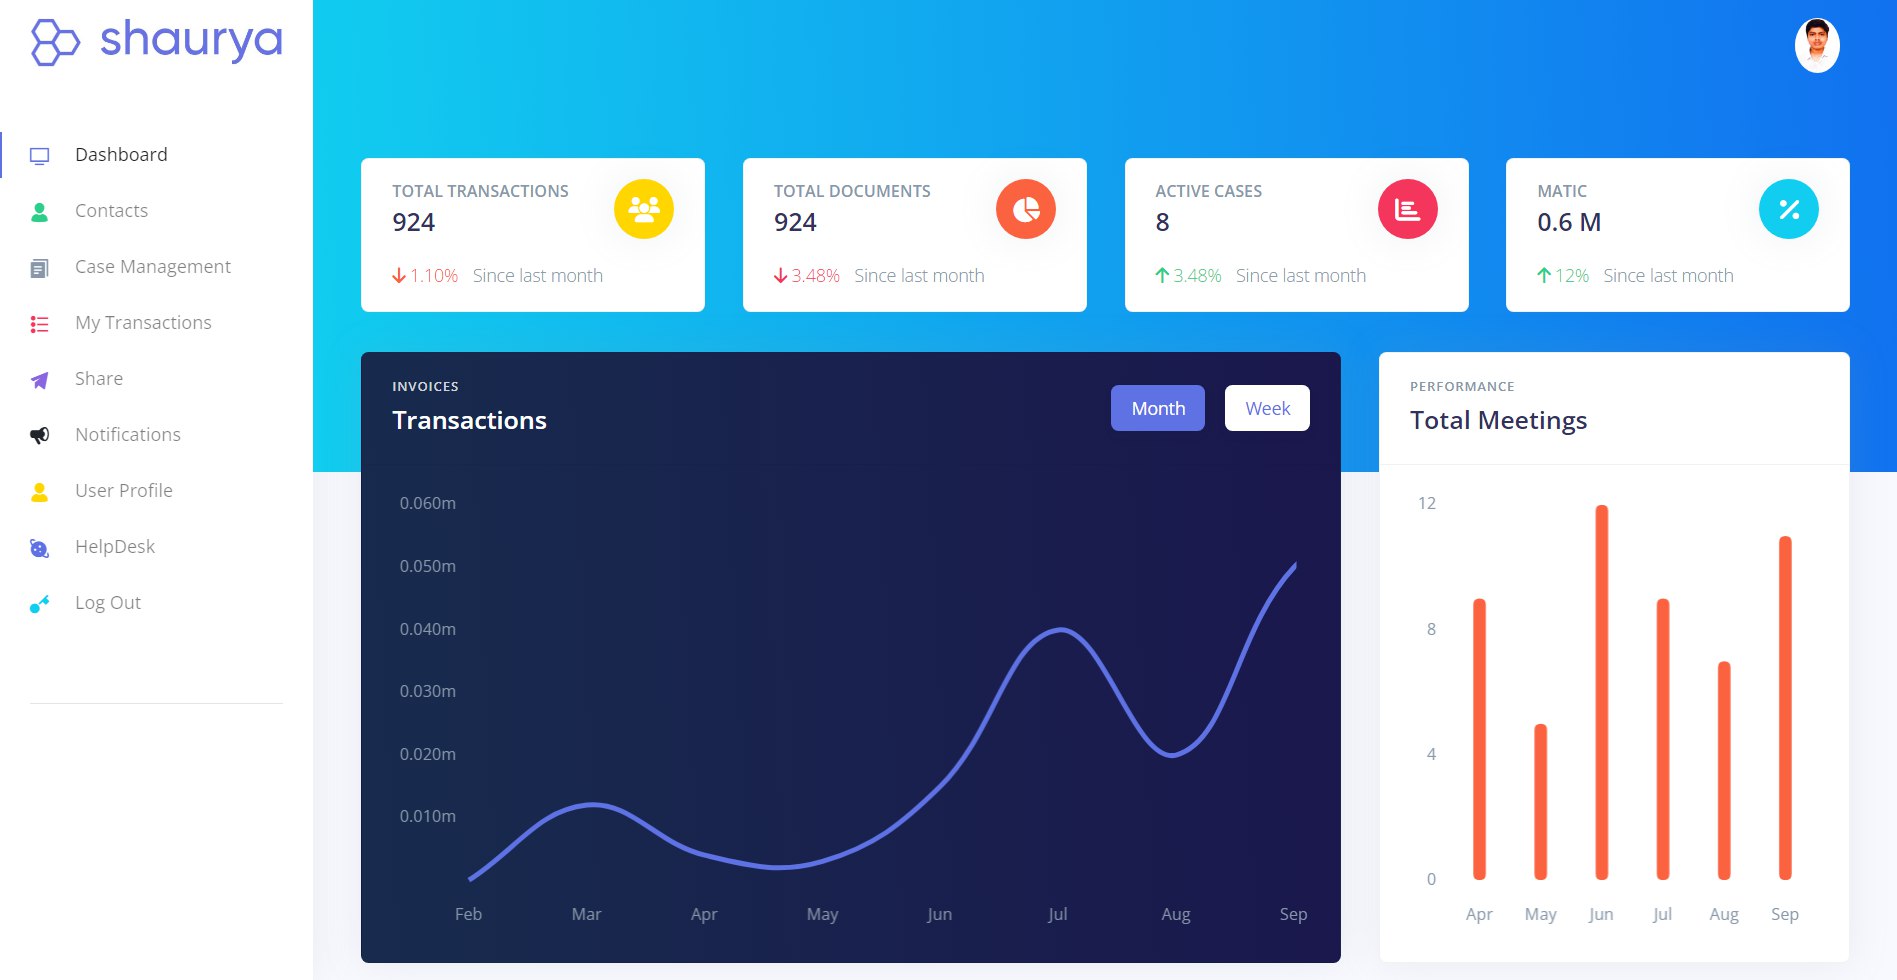 shaurya
Dashboard
Contacts
Case Management
My Transactions
Share
Notifications
User Profile
HelpDesk
Log Out
TOTAL TRANSACTIONS
924
1.10% Since last month
TOTAL DOCUMENTS
924
3.48% Since last month
ACTIVE CASES
8
3.48% Since last month
MATIC
0.6 M
12% Since last month
INVOICES
Transactions
Month
Week
0.060m
0.050m
0.040m
0.030m
0.020m
0.010m
Feb Mar Apr May Jun Jul Aug Sep
PERFORMANCE
Total Meetings
12
8
4
0
Apr May Jun Jul Aug Sep